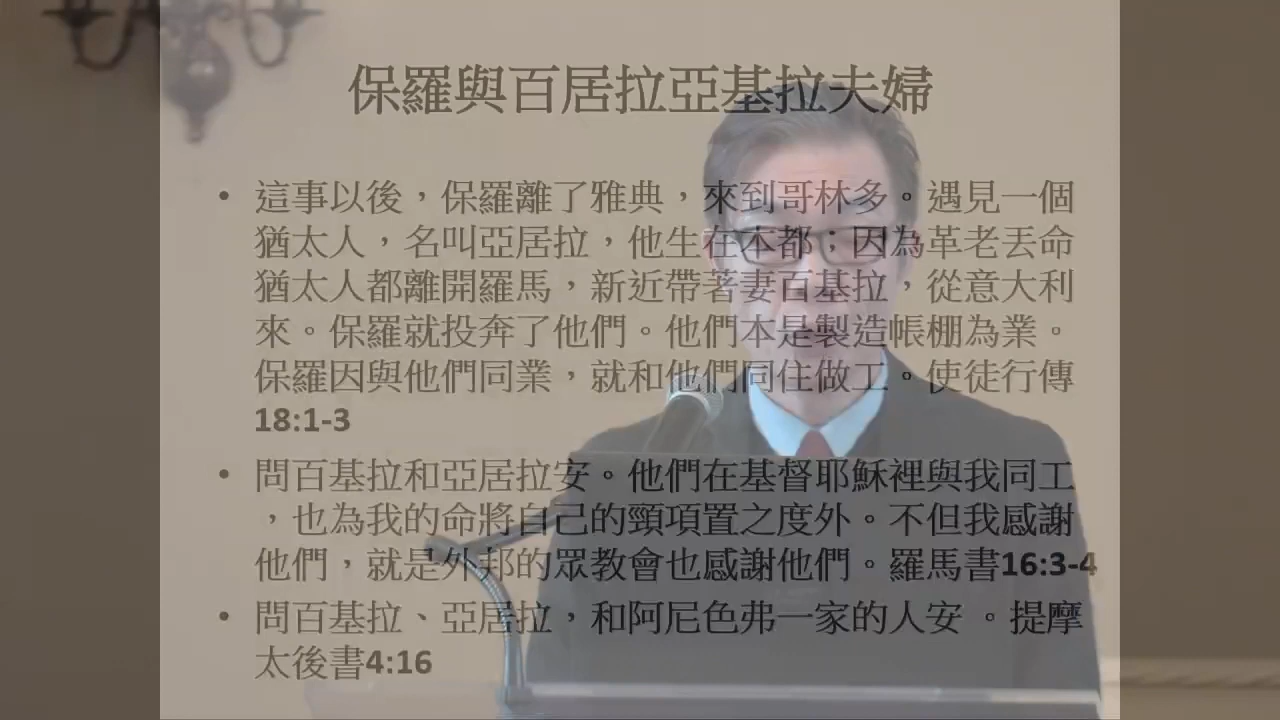 保羅與百居拉亞基拉夫婦
• 這事以後，保羅離了雅典，來到哥林多。遇見一個
猶太人，名叫亞居拉，他生在本都；因為革老丟命
猶太人都離開羅馬，新近帶著妻百基拉，從意大利
來。保羅就投奔了他們。他們本是製造帳棚為業。
保羅因與他們同業，就和他們同住做工。使徒行傳
18:1-3
• 問百基拉和亞居拉安。他們在基督耶穌裡與我同工
，也為我的命將自己的頸項置之度外。不但我感謝
他們，就是外邦的眾教會也感謝他們。羅馬書16:3-4
• 問百基拉、亞居拉，和阿尼色弗一家的人安 。提摩
太後書4:16